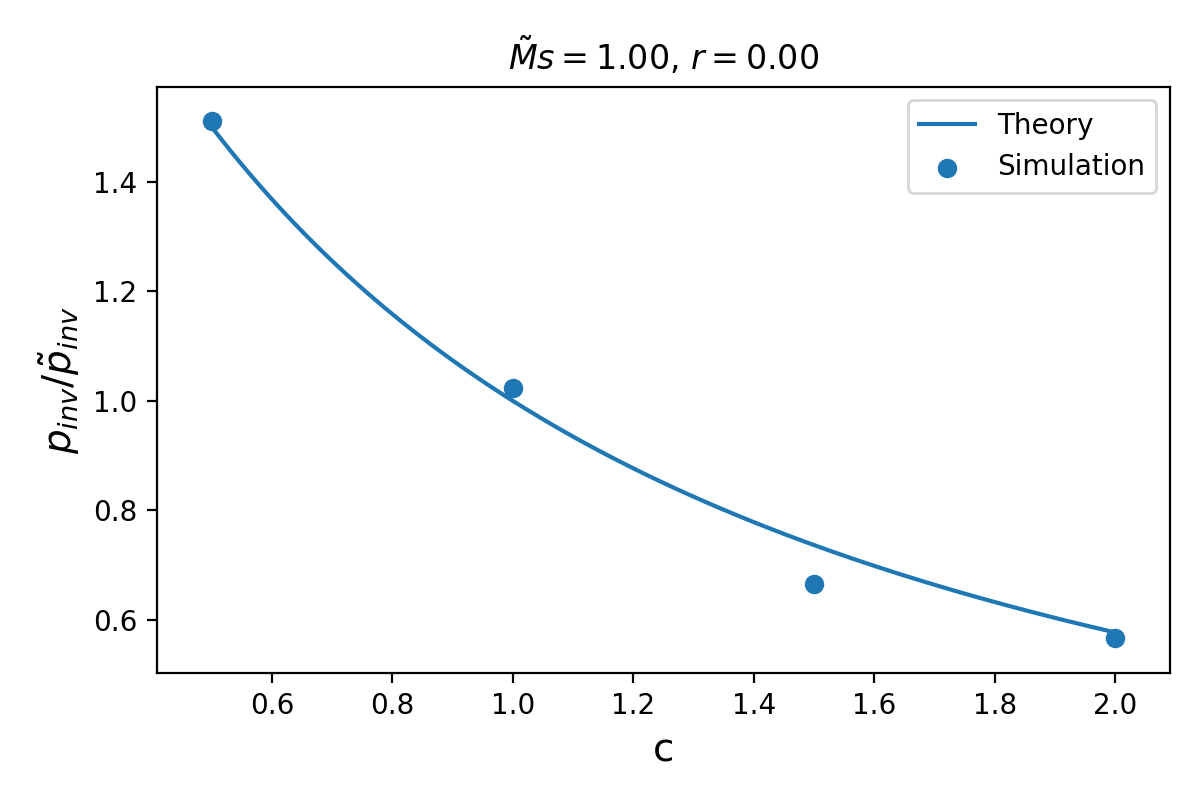 M̃s = 1.00, r = 0.00
Theory
Simulation
1.4
1.2
1.0
0.8
0.6
p_inv/p̃_inv
0.6 0.8 1.0 1.2 1.4 1.6 1.8 2.0
c